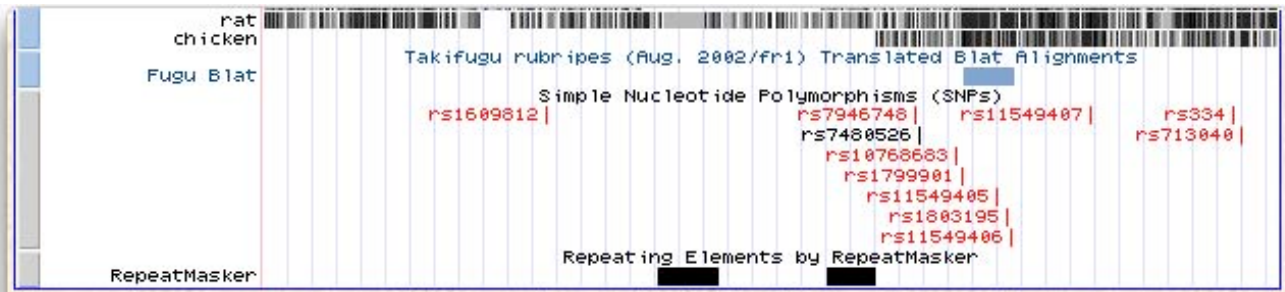 rat
chicken
Takifugu rubripes (Aug. 2002/fr1) Translated Blat Alignments
Fugu Blat
Simple Nucleotide Polymorphisms (SNPs)
rs1609812 rs7946748 rs11549407 rs334
rs7480526 rs713040
rs10768683
rs1799901
rs11549405
rs1803195
rs11549406
Repeating Elements by RepeatMasker
RepeatMasker